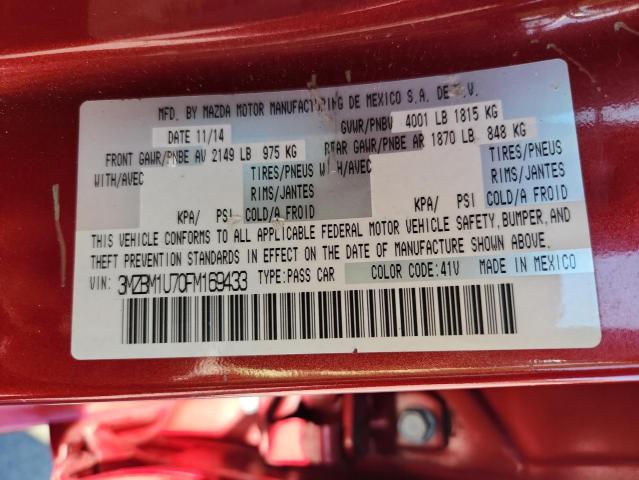 MFD. BY MAZDA MOTOR MANUFACTURING DE MEXICO S.A. DE C.V.
DATE 11/14 GVWR/PNBV 4001 LB 1815 KG
FRONT GAWR/PNBE AV 2149 LB 975 KG REAR GAWR/PNBE AR 1870 LB 848 KG
WITH/AVEC TIRES/PNEUS WITH/AVEC TIRES/PNEUS
RIMS/JANTES RIMS/JANTES
KPA/ PSI COLD/A FROID KPA/ PSI COLD/A FROID
THIS VEHICLE CONFORMS TO ALL APPLICABLE FEDERAL MOTOR VEHICLE SAFETY, BUMPER, AND
THEFT PREVENTION STANDARDS IN EFFECT ON THE DATE OF MANUFACTURE SHOWN ABOVE.
VIN: 3MZBM1U70FM169433 TYPE:PASS CAR COLOR CODE:41V MADE IN MEXICO